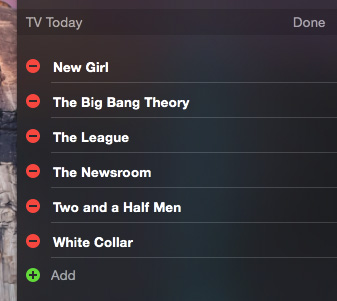 TV Today Done
New Girl
The Big Bang Theory
The League
The Newsroom
Two and a Half Men
White Collar
Add